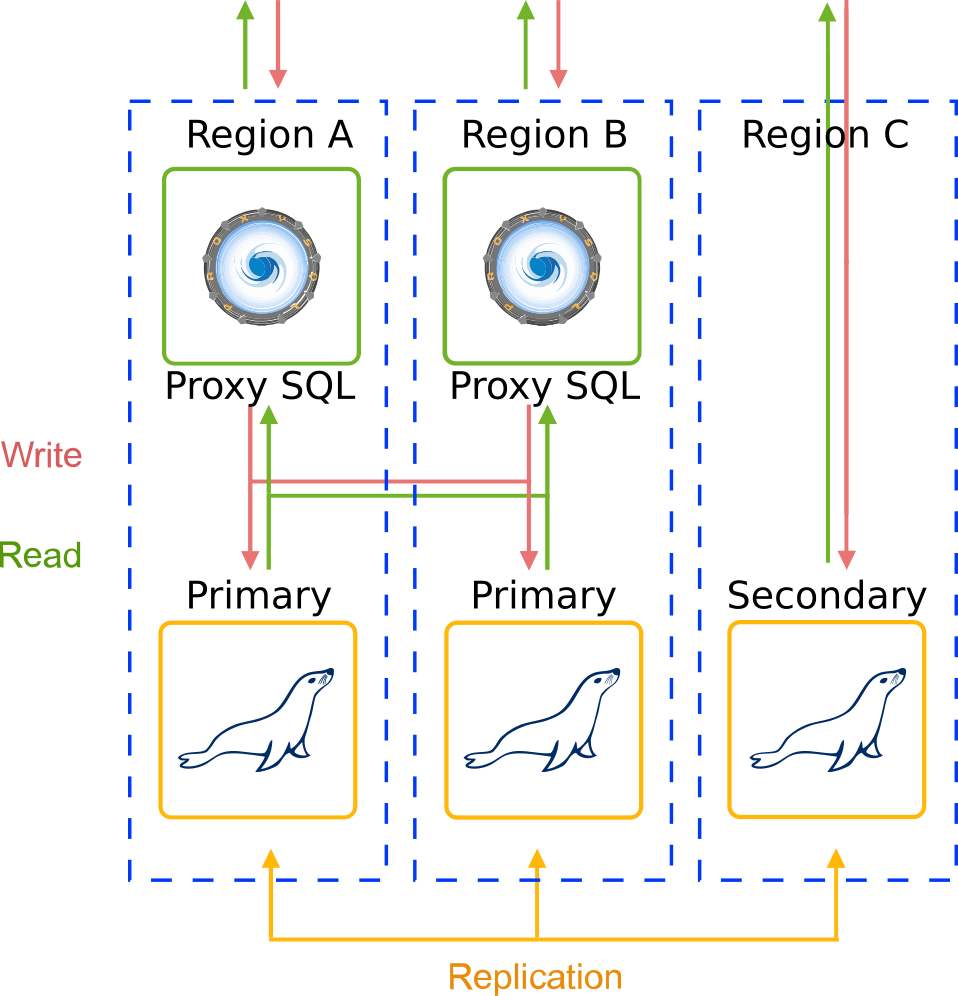 Region A
Region B
Region C
Proxy SQL
Proxy SQL
Write
Read
Primary
Primary
Secondary
Replication